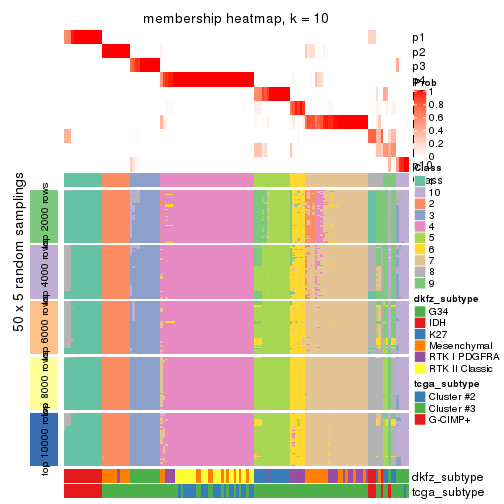 membership heatmap, k = 10
p1
p2
p3
p4
Prob
1
0.8
0.6
0.4
0.2
0
p10
Class
Class
1
10
2
3
4
5
6
7
8
9
dkfz_subtype
G34
IDH
K27
Mesenchymal
RTK I PDGFRA
RTK II Classic
tcga_subtype
Cluster #2
Cluster #3
G-CIMP+
50 x 5 random samplings
top 2000 rows
top 4000 rows
top 6000 rows
top 8000 rows
top 10000 rows
dkfz_subtype
tcga_subtype